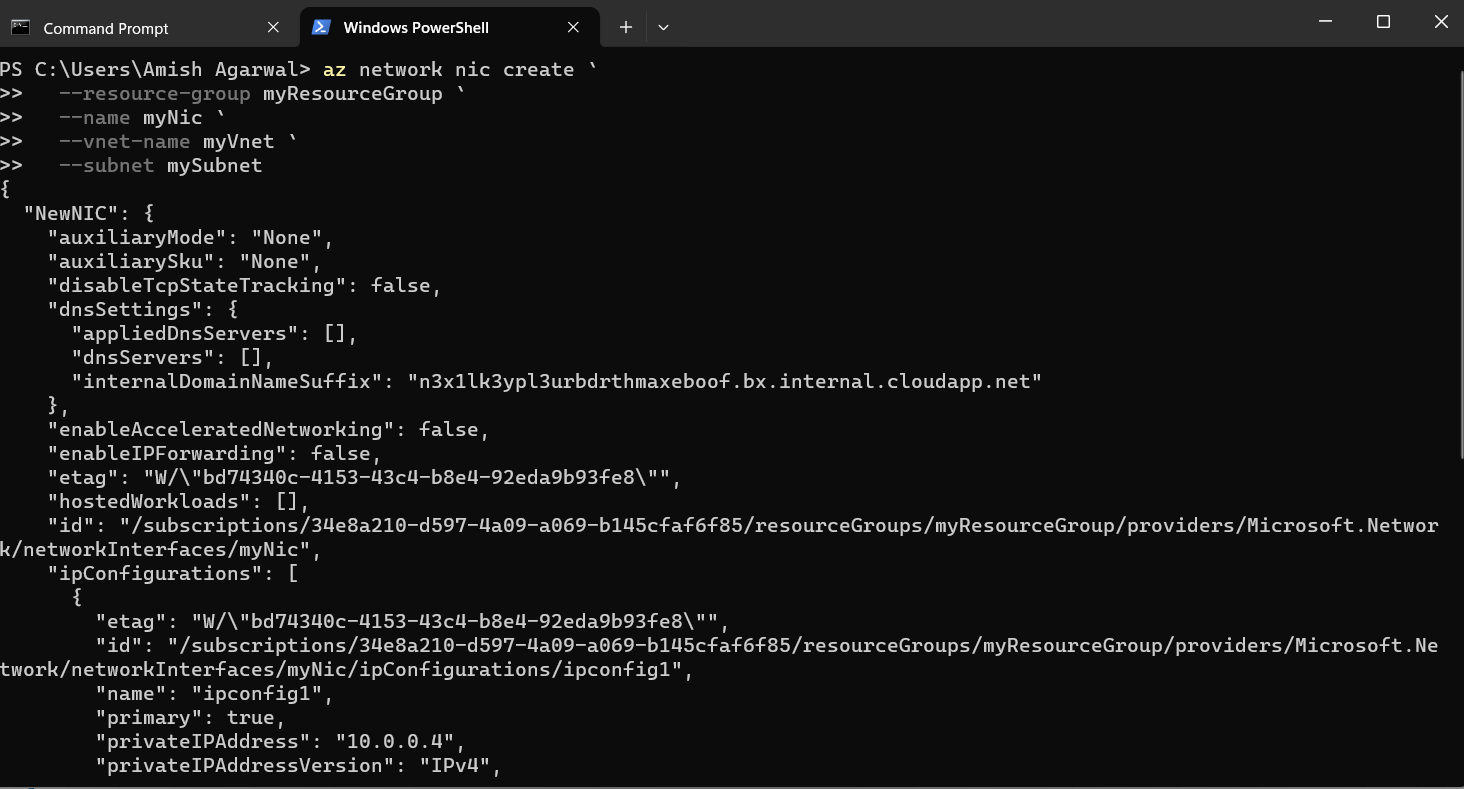 Command Prompt
Windows PowerShell
PS C:\Users\Amish Agarwal> az network nic create `
>>   --resource-group myResourceGroup `
>>   --name myNic `
>>   --vnet-name myVnet `
>>   --subnet mySubnet
{
  "NewNIC": {
    "auxiliaryMode": "None",
    "auxiliarySku": "None",
    "disableTcpStateTracking": false,
    "dnsSettings": {
      "appliedDnsServers": [],
      "dnsServers": [],
      "internalDomainNameSuffix": "n3x1lk3ypl3urbdrthmaxeboof.bx.internal.cloudapp.net"
    },
    "enableAcceleratedNetworking": false,
    "enableIPForwarding": false,
    "etag": "W/\"bd74340c-4153-43c4-b8e4-92eda9b93fe8\"",
    "hostedWorkloads": [],
    "id": "/subscriptions/34e8a210-d597-4a09-a069-b145cfaf6f85/resourceGroups/myResourceGroup/providers/Microsoft.Networ
k/networkInterfaces/myNic",
    "ipConfigurations": [
      {
        "etag": "W/\"bd74340c-4153-43c4-b8e4-92eda9b93fe8\"",
        "id": "/subscriptions/34e8a210-d597-4a09-a069-b145cfaf6f85/resourceGroups/myResourceGroup/providers/Microsoft.Ne
twork/networkInterfaces/myNic/ipConfigurations/ipconfig1",
        "name": "ipconfig1",
        "primary": true,
        "privateIPAddress": "10.0.0.4",
        "privateIPAddressVersion": "IPv4",